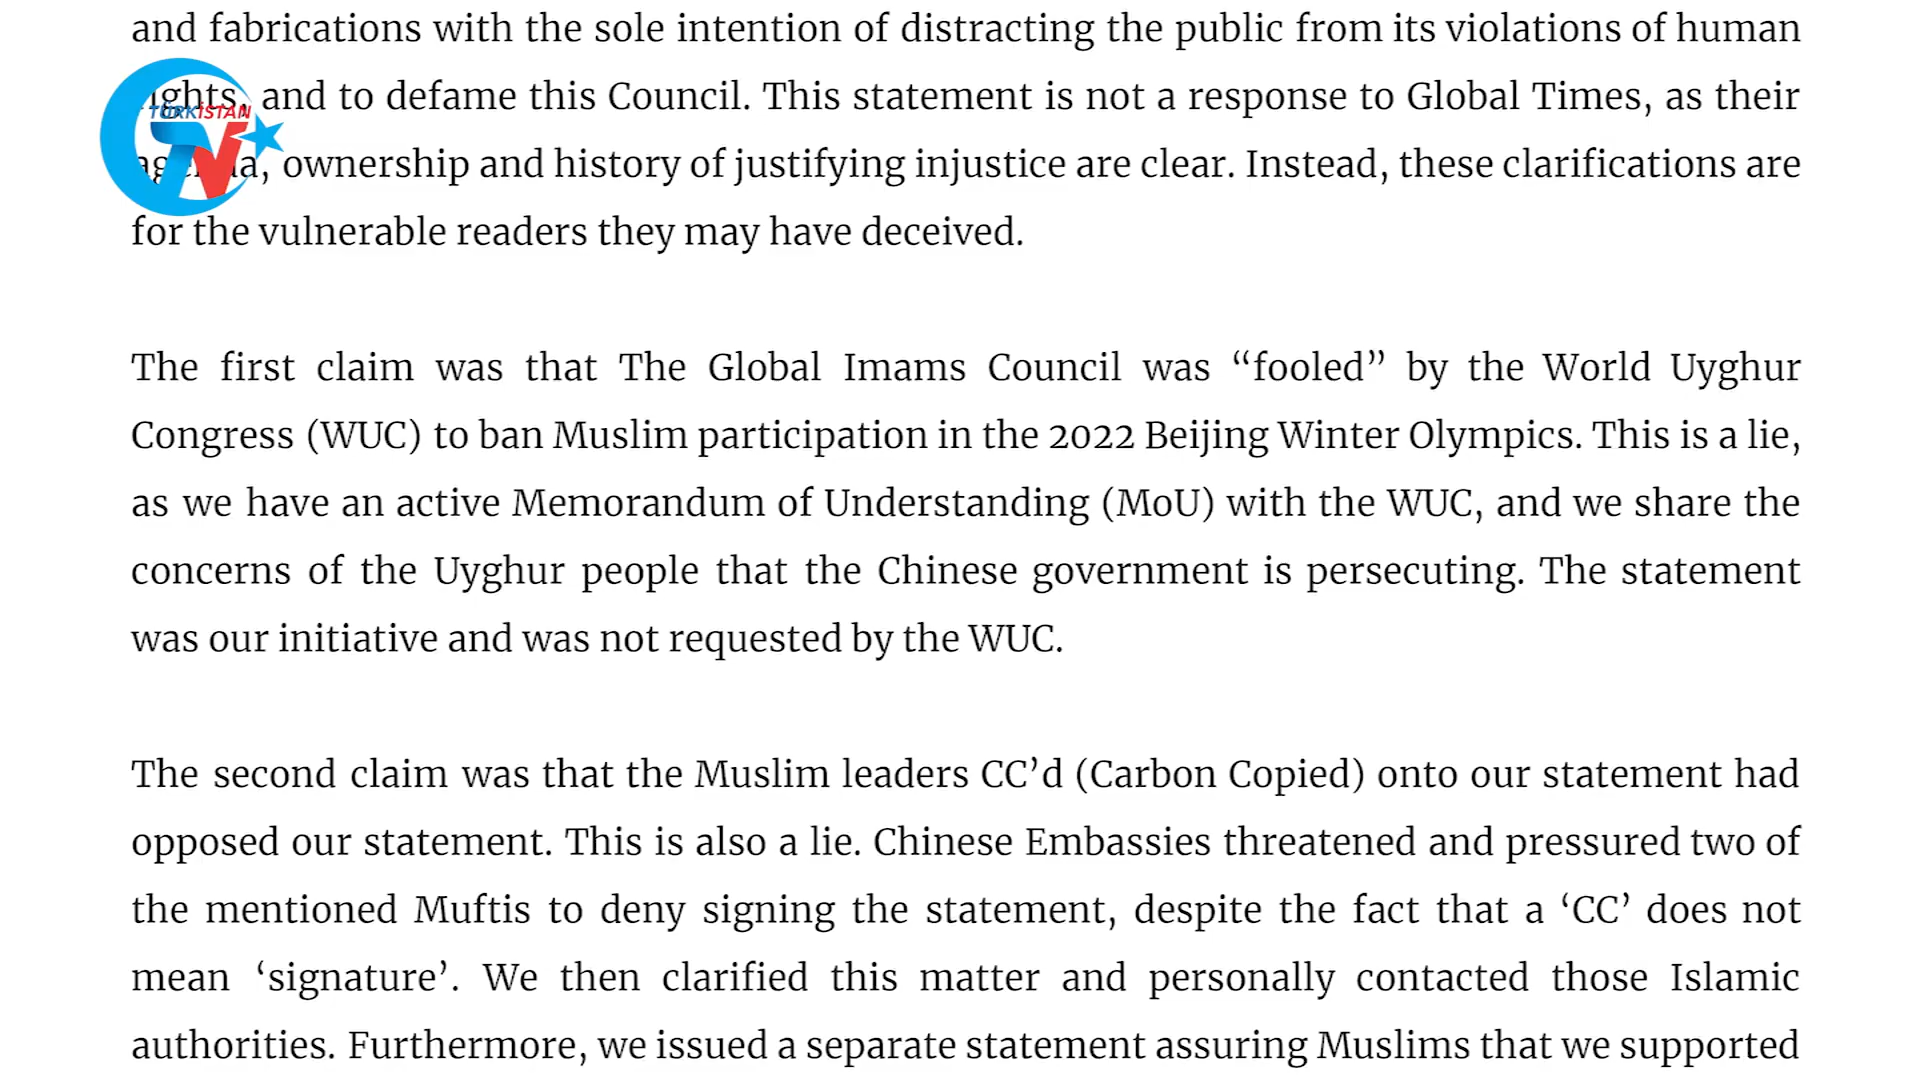 and fabrications with the sole intention of distracting the public from its violations of human
rights, and to defame this Council. This statement is not a response to Global Times, as their
agenda, ownership and history of justifying injustice are clear. Instead, these clarifications are
for the vulnerable readers they may have deceived.
The first claim was that The Global Imams Council was “fooled” by the World Uyghur
Congress (WUC) to ban Muslim participation in the 2022 Beijing Winter Olympics. This is a lie,
as we have an active Memorandum of Understanding (MoU) with the WUC, and we share the
concerns of the Uyghur people that the Chinese government is persecuting. The statement
was our initiative and was not requested by the WUC.
The second claim was that the Muslim leaders CC’d (Carbon Copied) onto our statement had
opposed our statement. This is also a lie. Chinese Embassies threatened and pressured two of
the mentioned Muftis to deny signing the statement, despite the fact that a ‘CC’ does not
mean ‘signature’. We then clarified this matter and personally contacted those Islamic
authorities. Furthermore, we issued a separate statement assuring Muslims that we supported
TÜRKİSTAN
TV